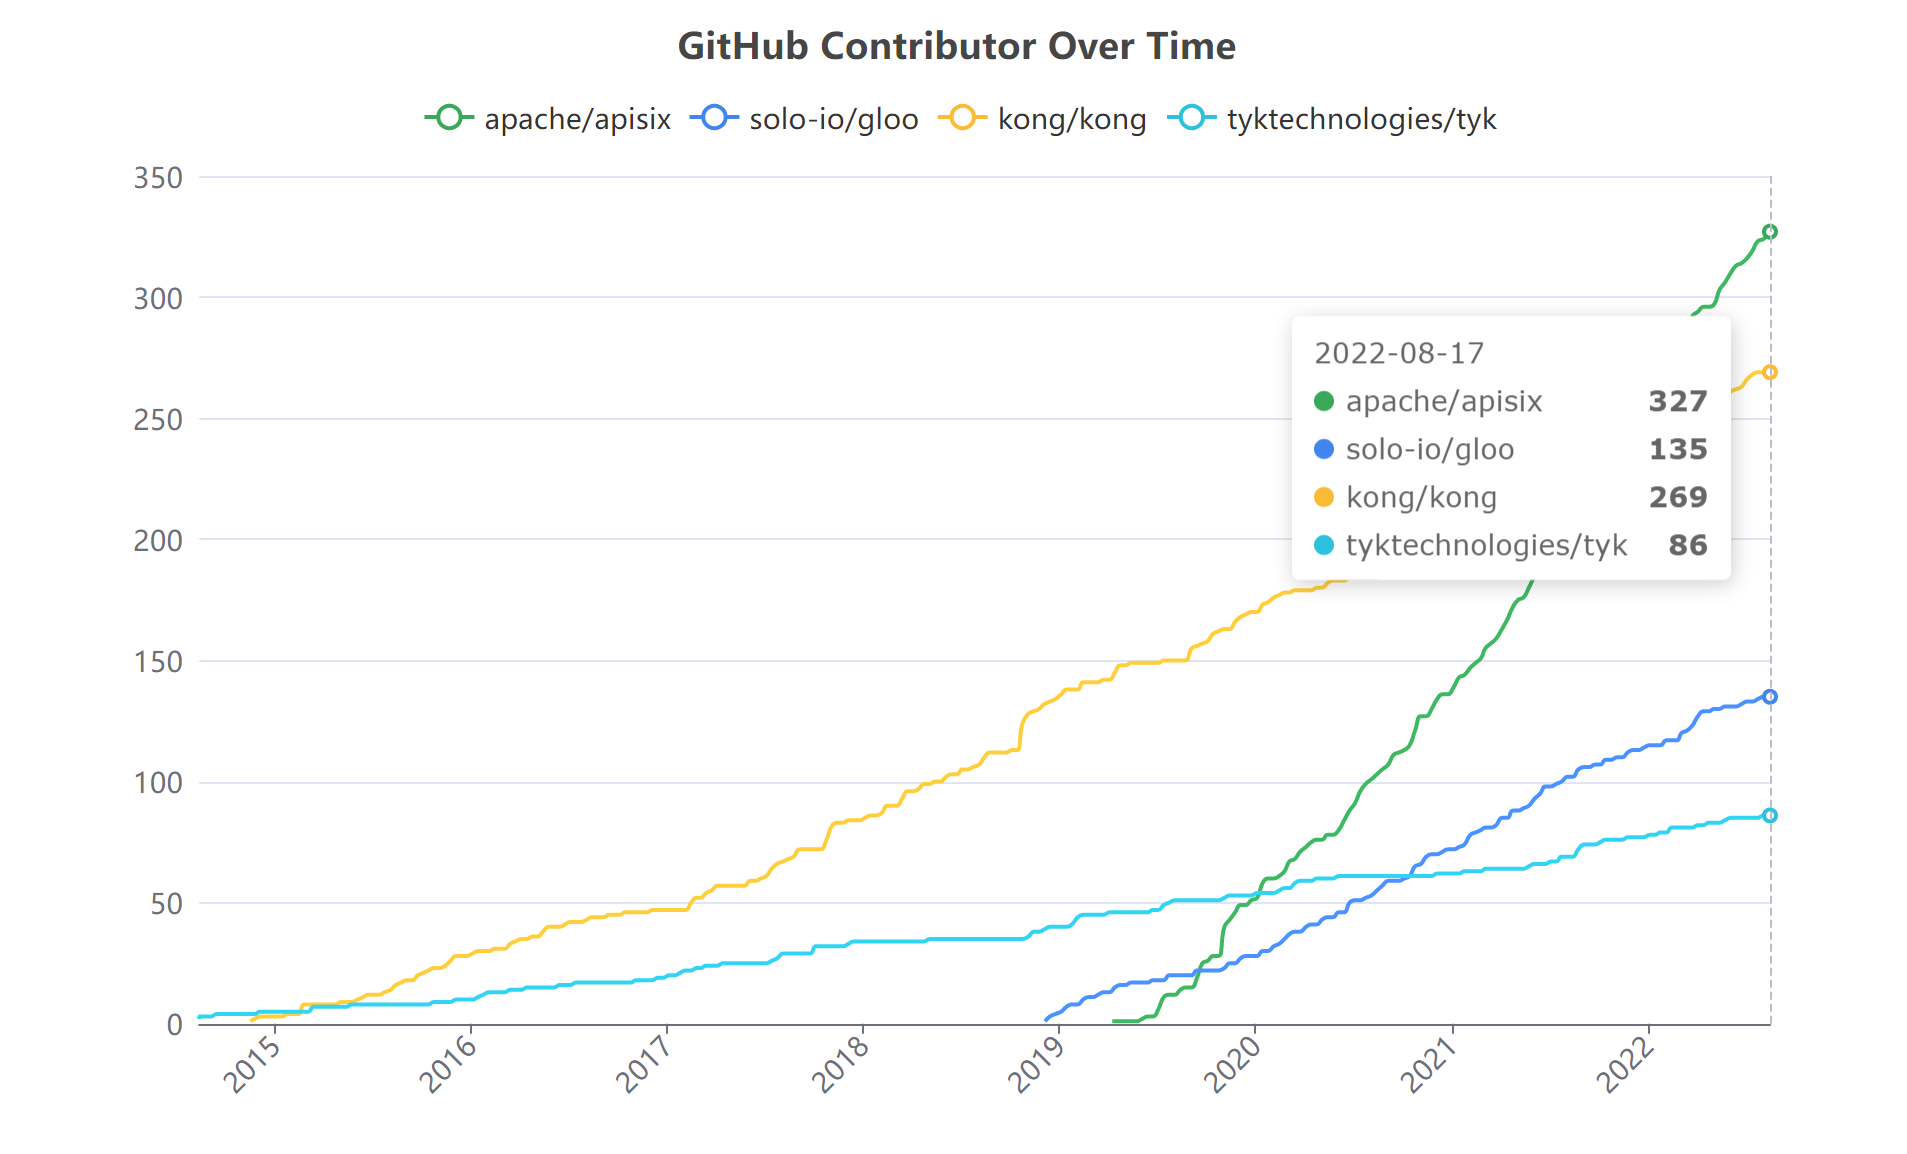 GitHub Contributor Over Time
apache/apisix solo-io/gloo kong/kong tyktechnologies/tyk
350
300
250
200
150
100
50
0
2022-08-17
apache/apisix 327
solo-io/gloo 135
kong/kong 269
tyktechnologies/tyk 86
2015 2016 2017 2018 2019 2020 2021 2022